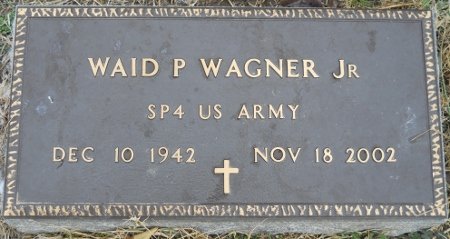 WAID P WAGNER JR
SP4 US ARMY
DEC 10 1942 NOV 18 2002